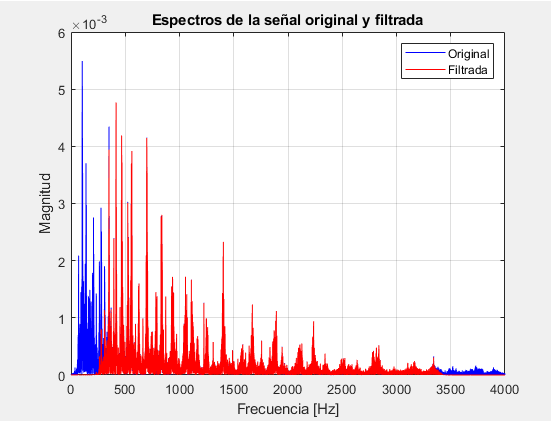 Espectros de la señal original y filtrada
×10⁻³
6
5
4
3
2
1
0
Magnitud
Original
Filtrada
0 500 1000 1500 2000 2500 3000 3500 4000
Frecuencia [Hz]